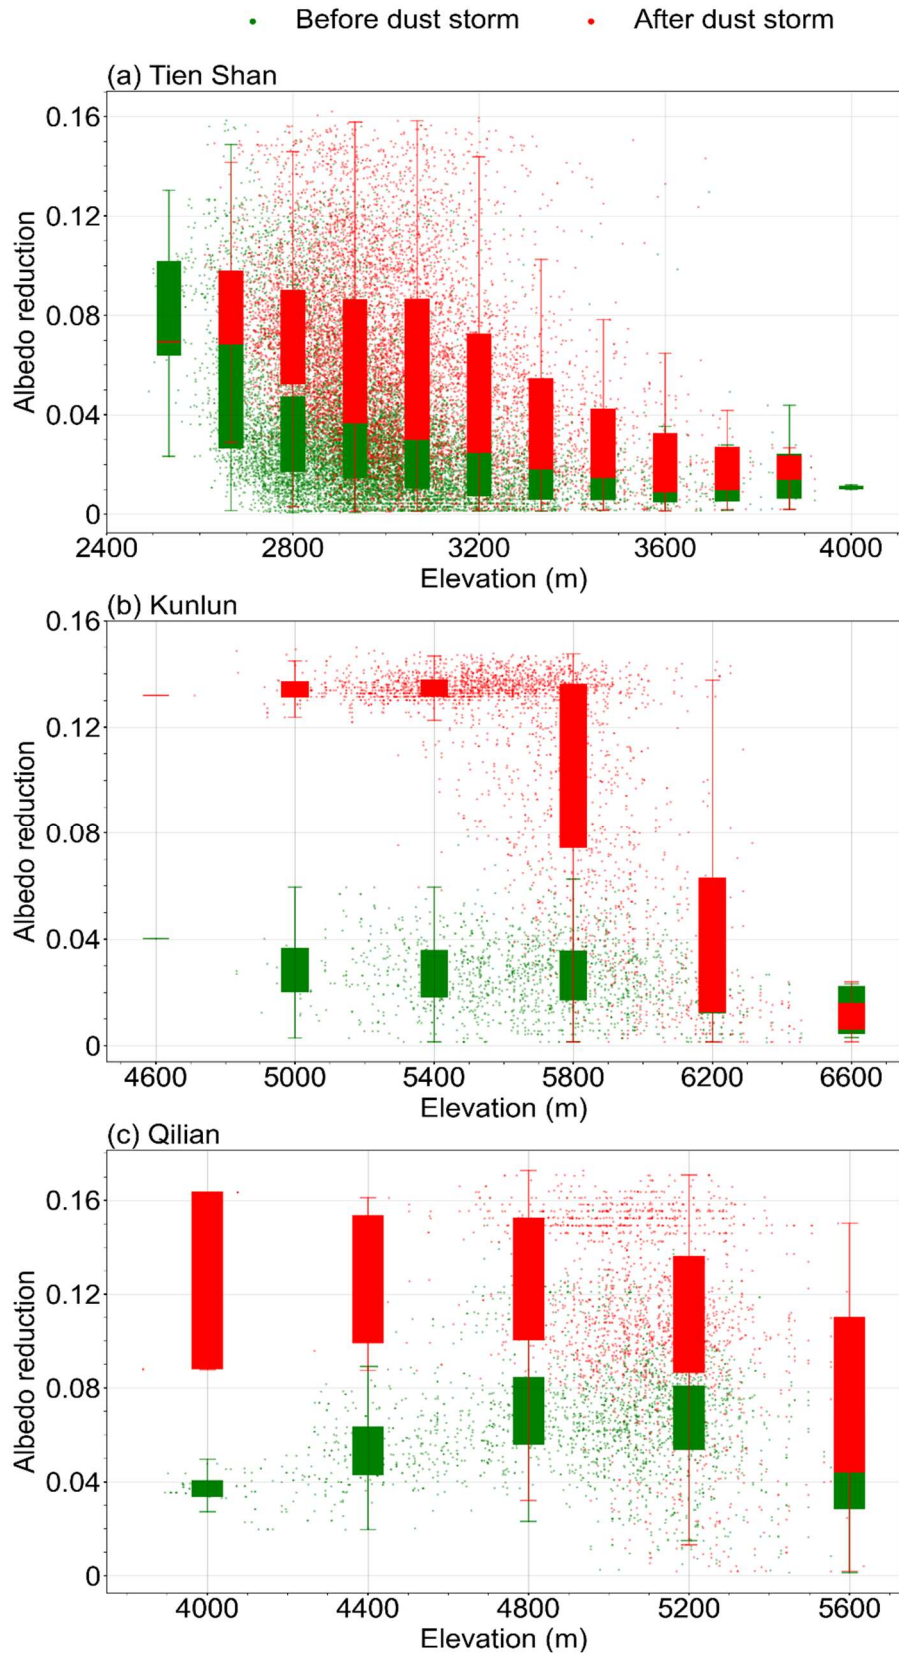 Before dust storm After dust storm
(a) Tien Shan
Albedo reduction
0.16
0.12
0.08
0.04
0
2400 2800 3200 3600 4000
Elevation (m)
(b) Kunlun
Albedo reduction
0.16
0.12
0.08
0.04
0
4600 5000 5400 5800 6200 6600
Elevation (m)
(c) Qilian
Albedo reduction
0.16
0.12
0.08
0.04
0
4000 4400 4800 5200 5600
Elevation (m)